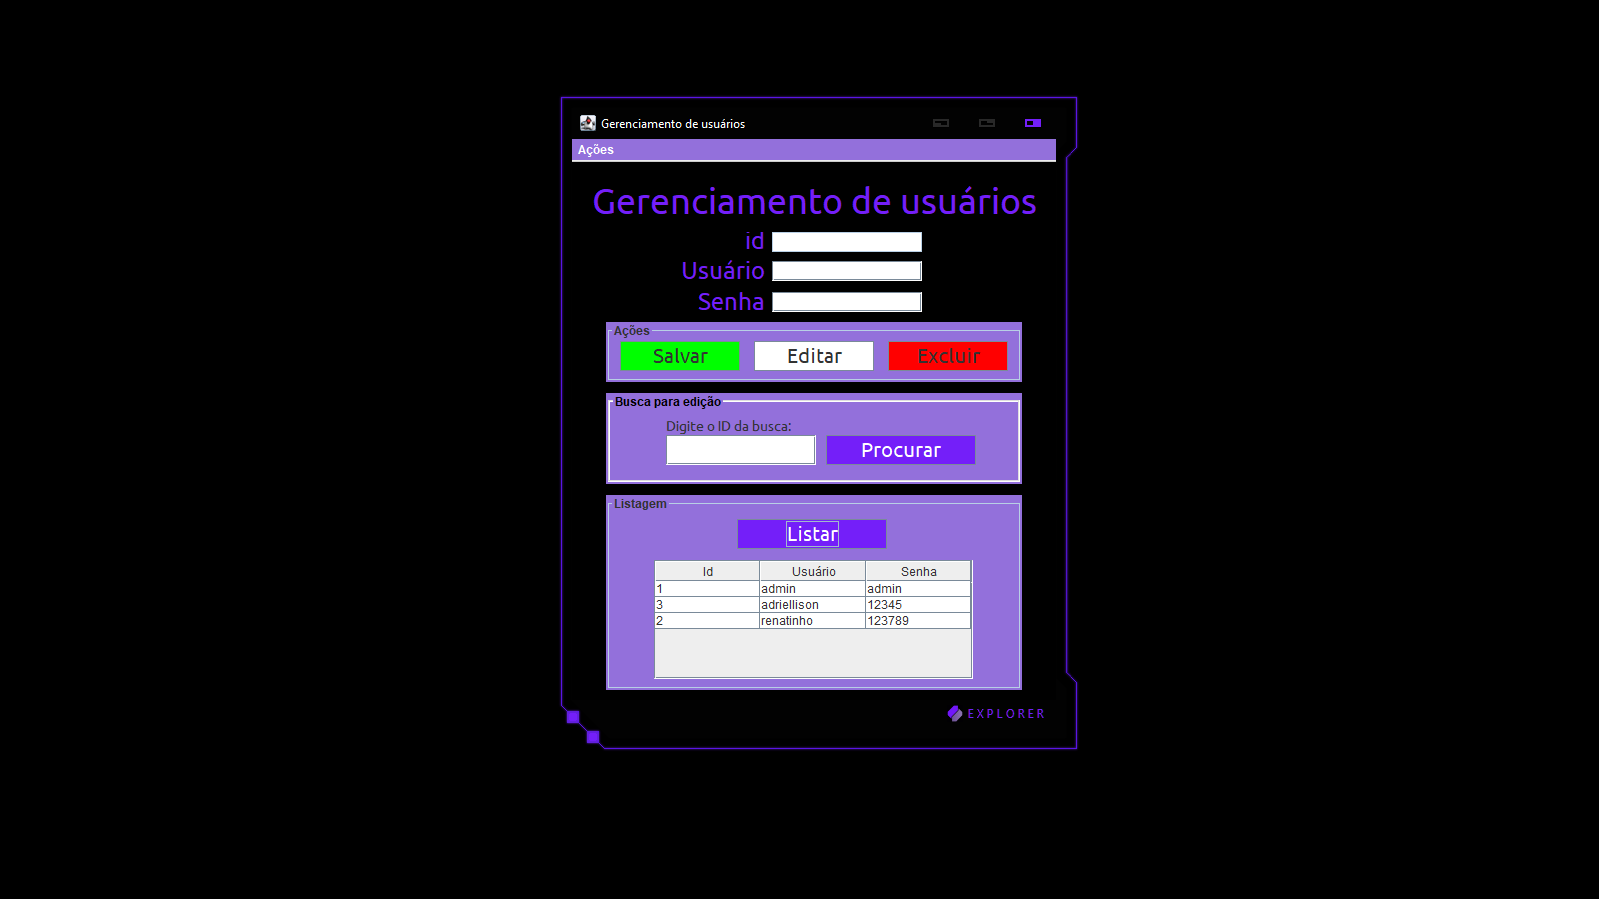 Gerenciamento de usuários
Ações
Gerenciamento de usuários
id
Usuário
Senha
Ações
Salvar Editar Excluir
Busca para edição
Digite o ID da busca:
Procurar
Listagem
Listar
Id Usuário Senha
1 admin admin
3 adriellison 12345
2 renatinho 123789
EXPLORER